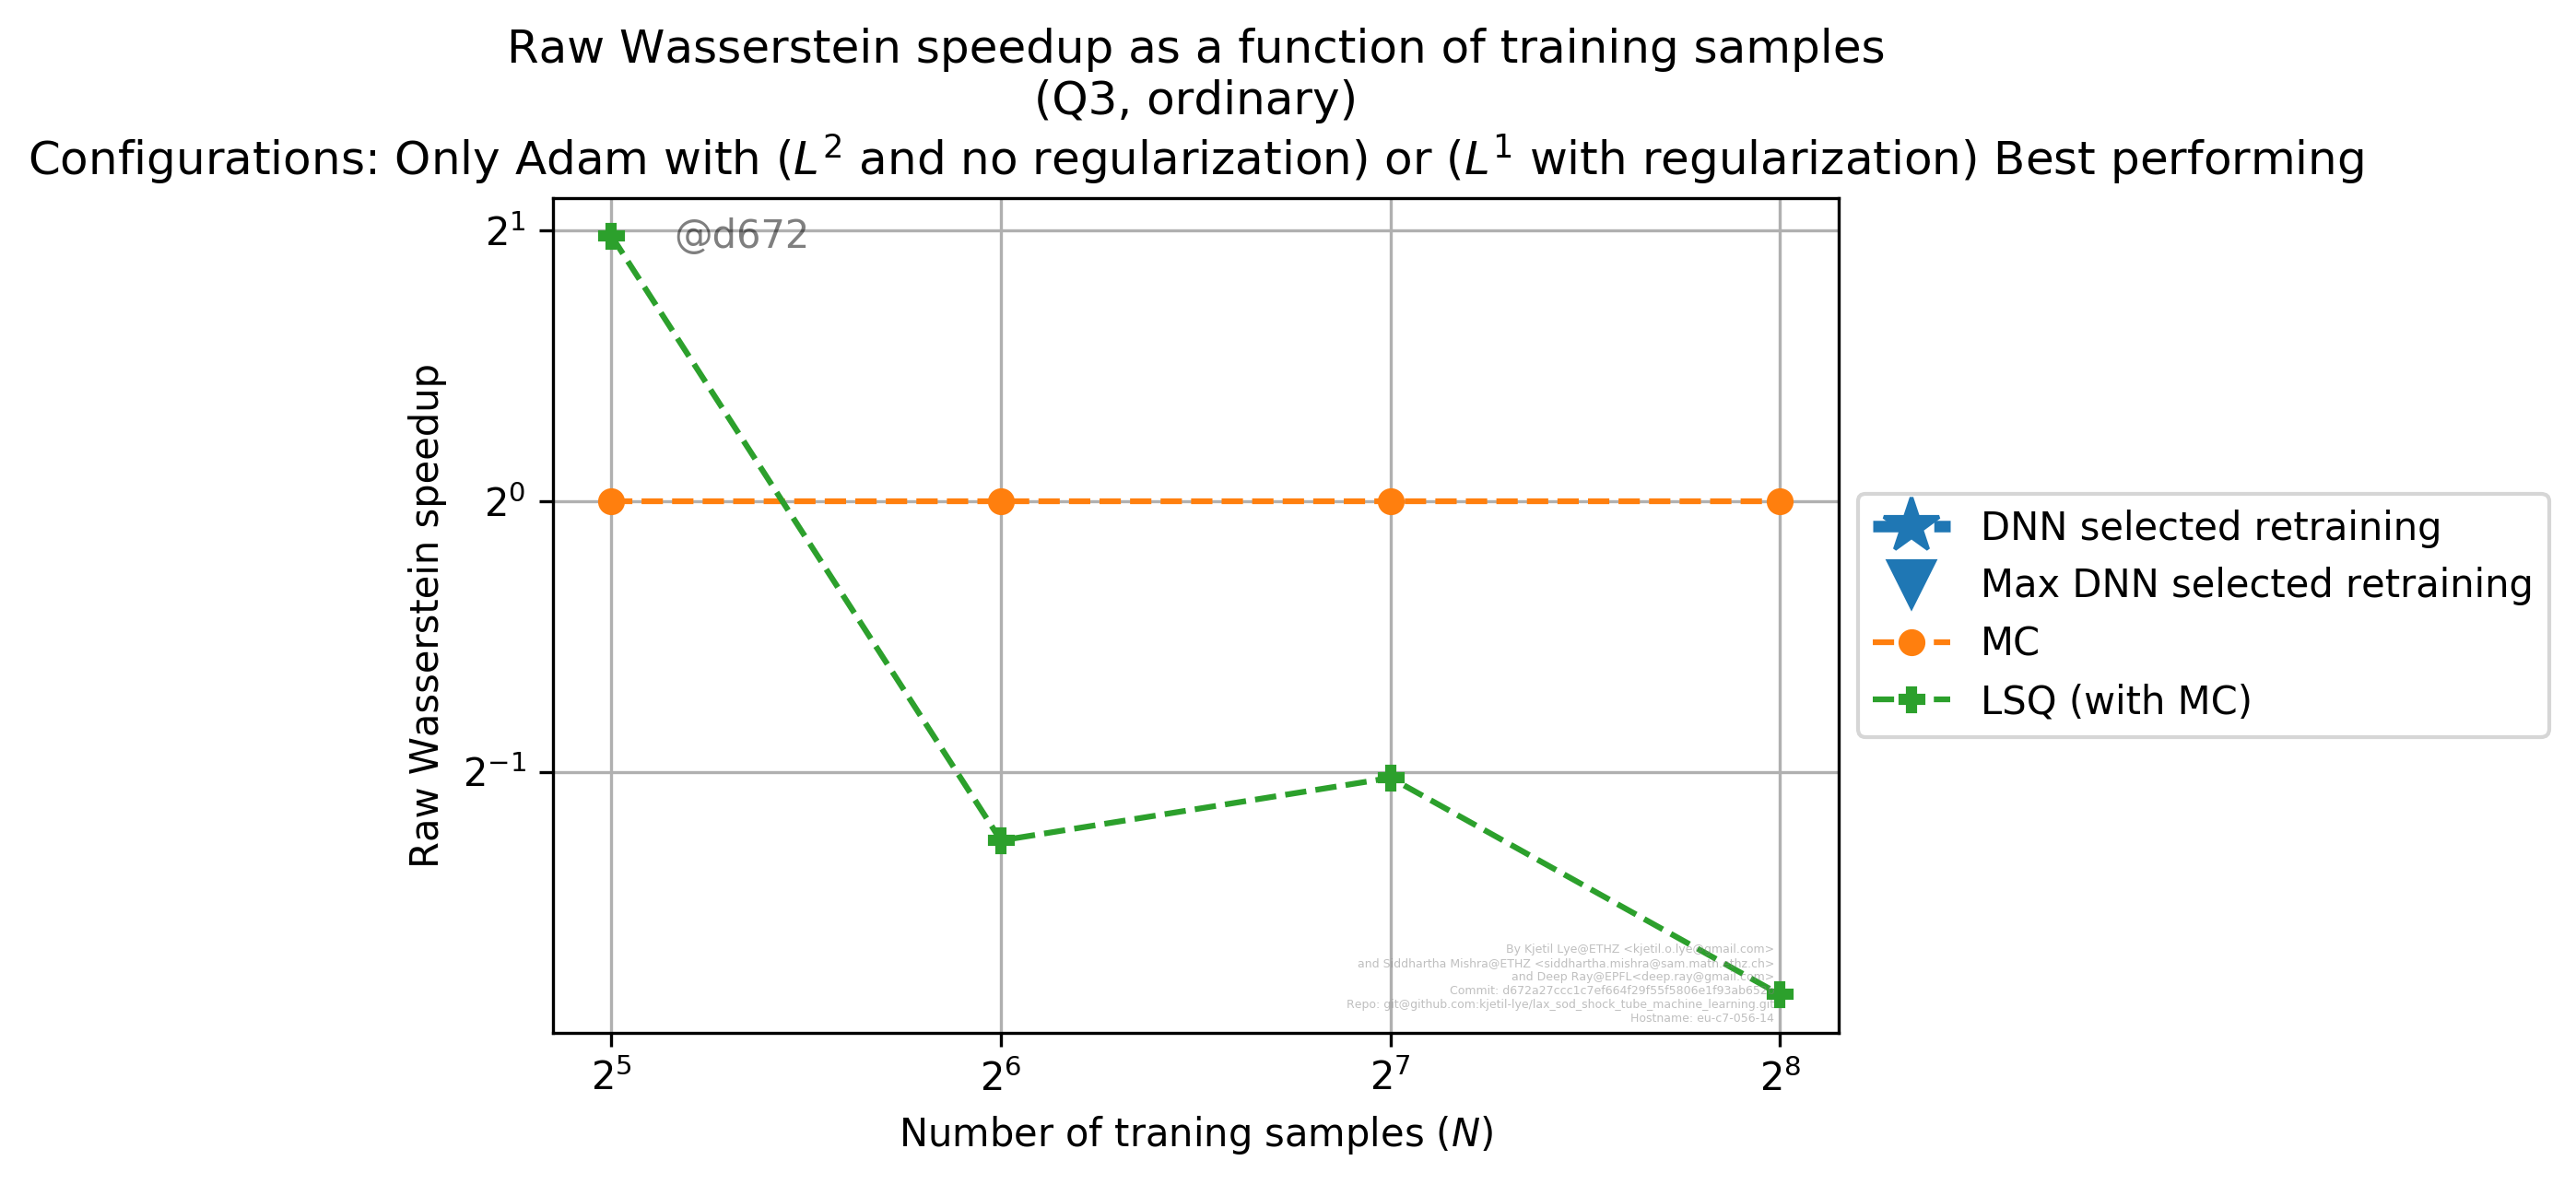 Raw Wasserstein speedup as a function of training samples
(Q3, ordinary)
Configurations: Only Adam with (L² and no regularization) or (L¹ with regularization) Best performing
2¹
@d672
2⁰
2⁻¹
Raw Wasserstein speedup
DNN selected retraining
Max DNN selected retraining
MC
LSQ (with MC)
By Kjetil Lye@ETHZ <kjetil.o.lye@gmail.com>
and Siddhartha Mishra@ETHZ <siddhartha.mishra@sam.math.ethz.ch>
and Deep Ray@EPFL<deep.ray@gmail.com>
Commit:
Repo: git@github.com:kjetil-lye/lax_sod_shock_tube_machine_learning.git
Hostname: eu-c7-056-14
2⁵ 2⁶ 2⁷ 2⁸
Number of traning samples (N)